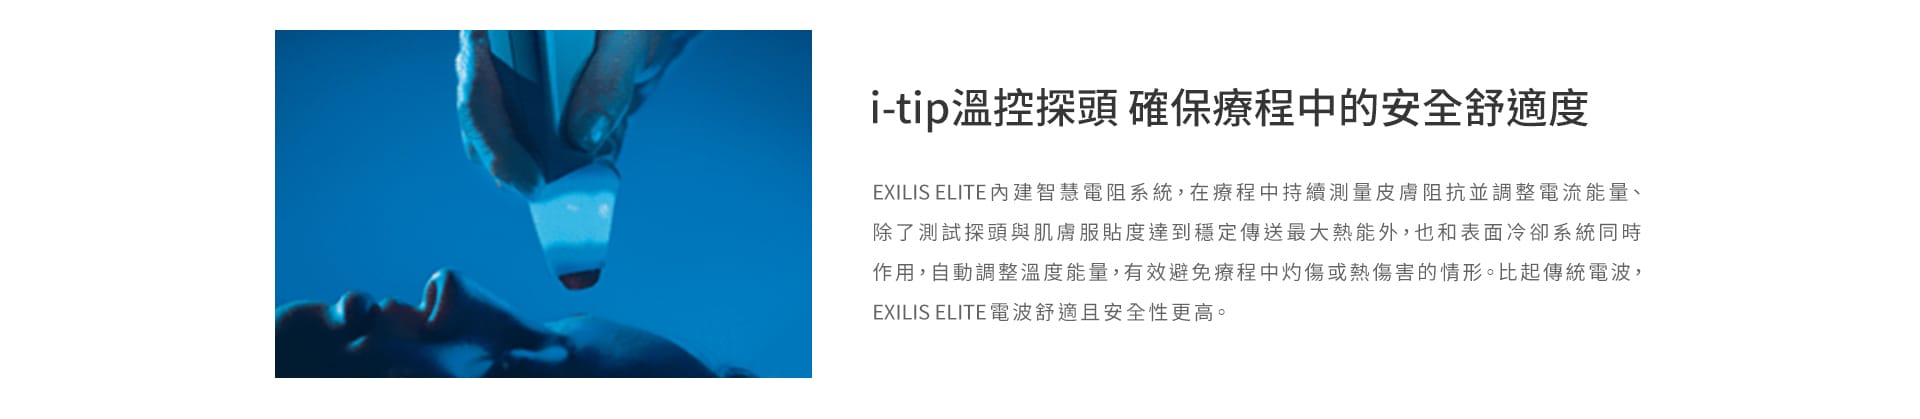 i-tip溫控探頭 確保療程中的安全舒適度
EXILIS ELITE內建智慧電阻系統，在療程中持續測量皮膚阻抗並調整電流能量、
除了測試探頭與肌膚服貼度達到穩定傳送最大熱能外，也和表面冷卻系統同時
作用，自動調整溫度能量，有效避免療程中灼傷或熱傷害的情形。比起傳統電波，
EXILIS ELITE電波舒適且安全性更高。